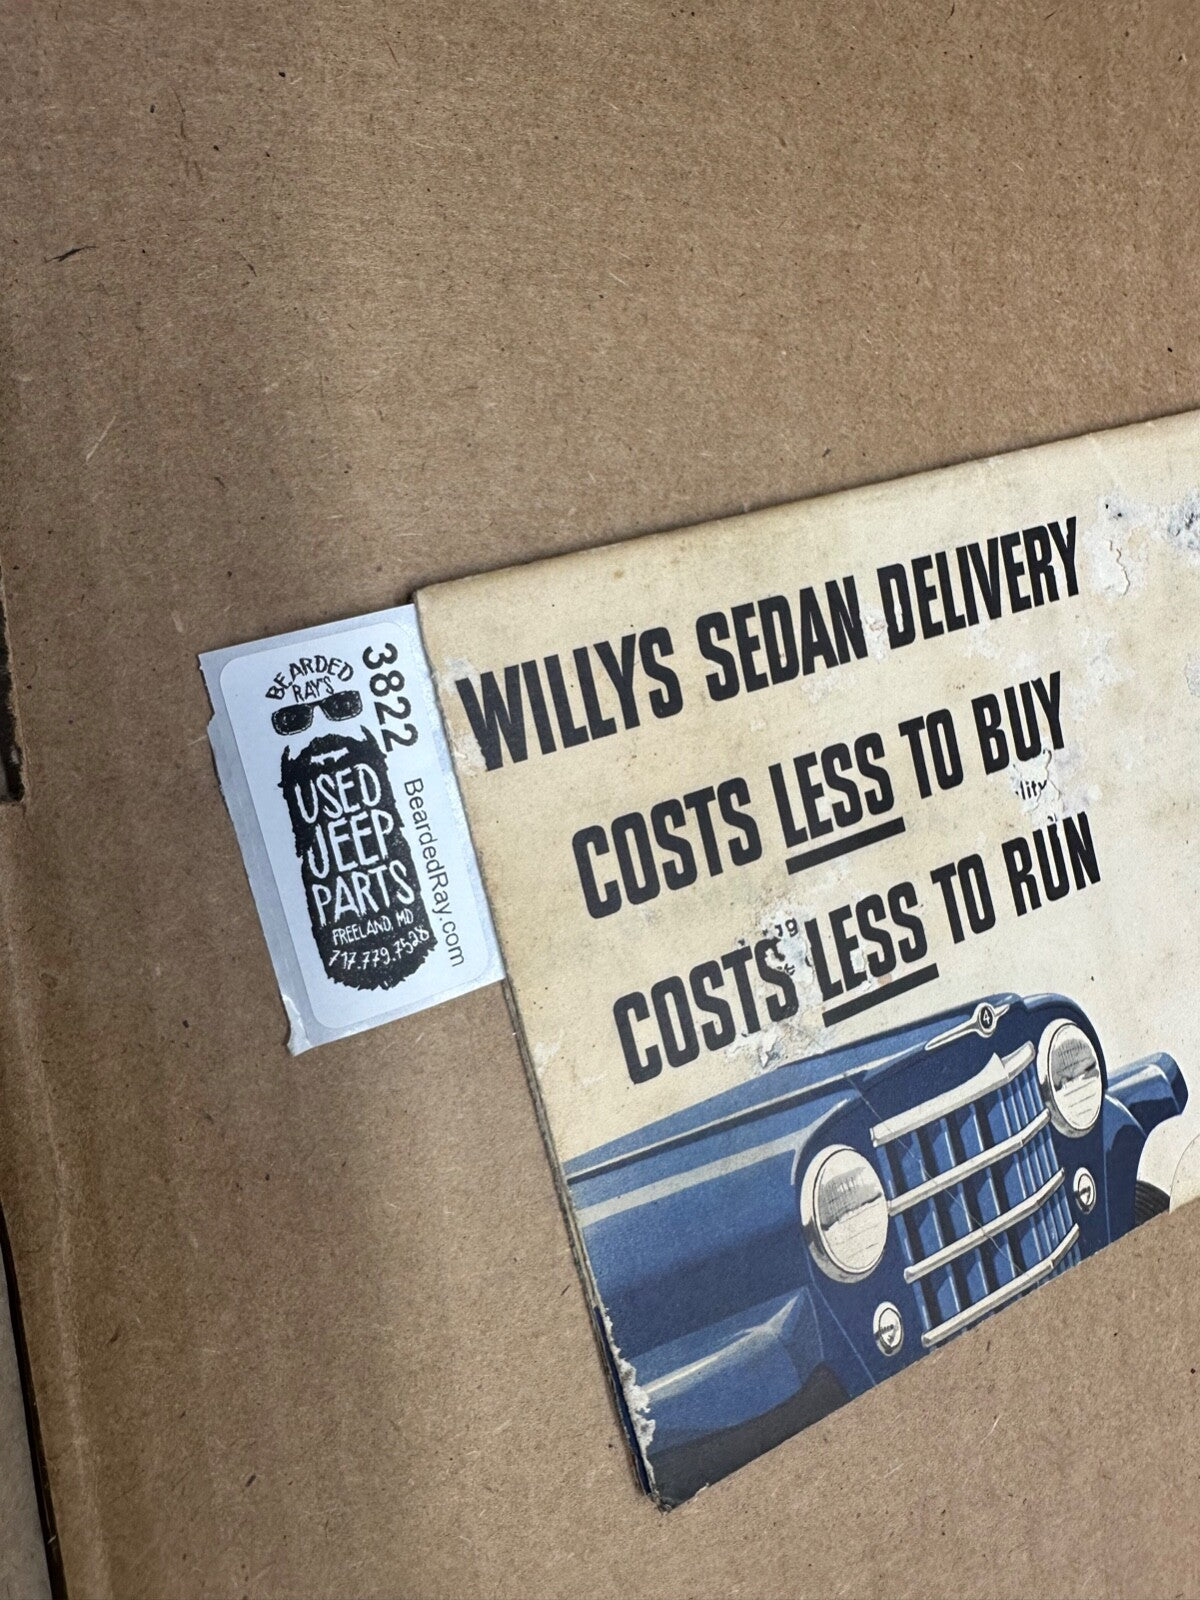 BEARDED
RAY'S
USED
JEEP
PARTS
FREELAND, MD
717.779.7528
3822
BeardedRay.com
WILLYS SEDAN DELIVERY
COSTS LESS TO BUY
COSTS LESS TO RUN
4